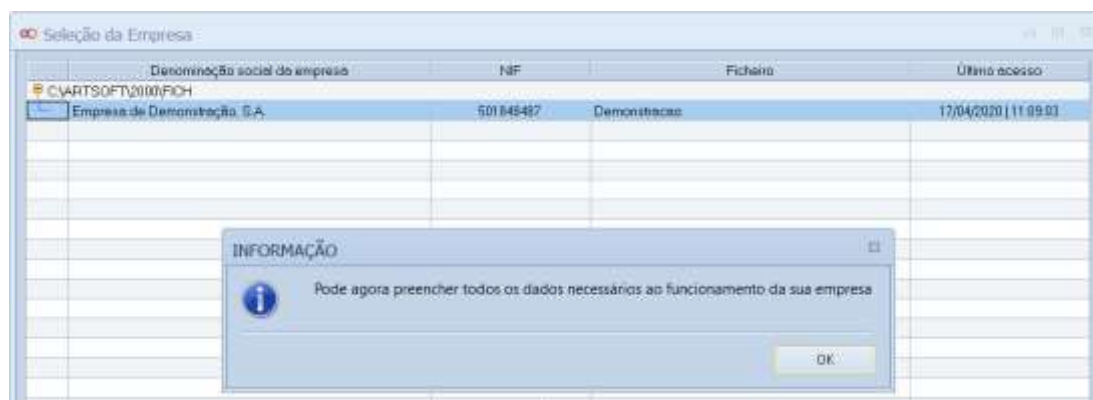 Seleção da Empresa
Denominação social da empresa NIF Ficheiro Último acesso
C:\ARTSOFT\2000\FICH
Empresa de Demonstração, S.A. 501848487 Demonstracao 17/04/2020 | 11:09:03
INFORMAÇÃO
Pode agora preencher todos os dados necessários ao funcionamento da sua empresa
OK